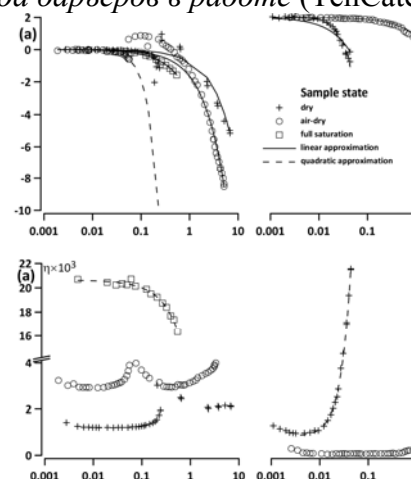 барьеров в работе (TenCate
(a)
2
0
-2
-4
-6
-8
-10
0.001 0.01 0.1 1 10
0.001 0.01 0.1
Sample state
dry
air-dry
full saturation
linear approximation
quadratic approximation
(a) η×10³
22
20
18
16
4
2
0
0.001 0.01 0.1 1 10
0.001 0.01 0.1